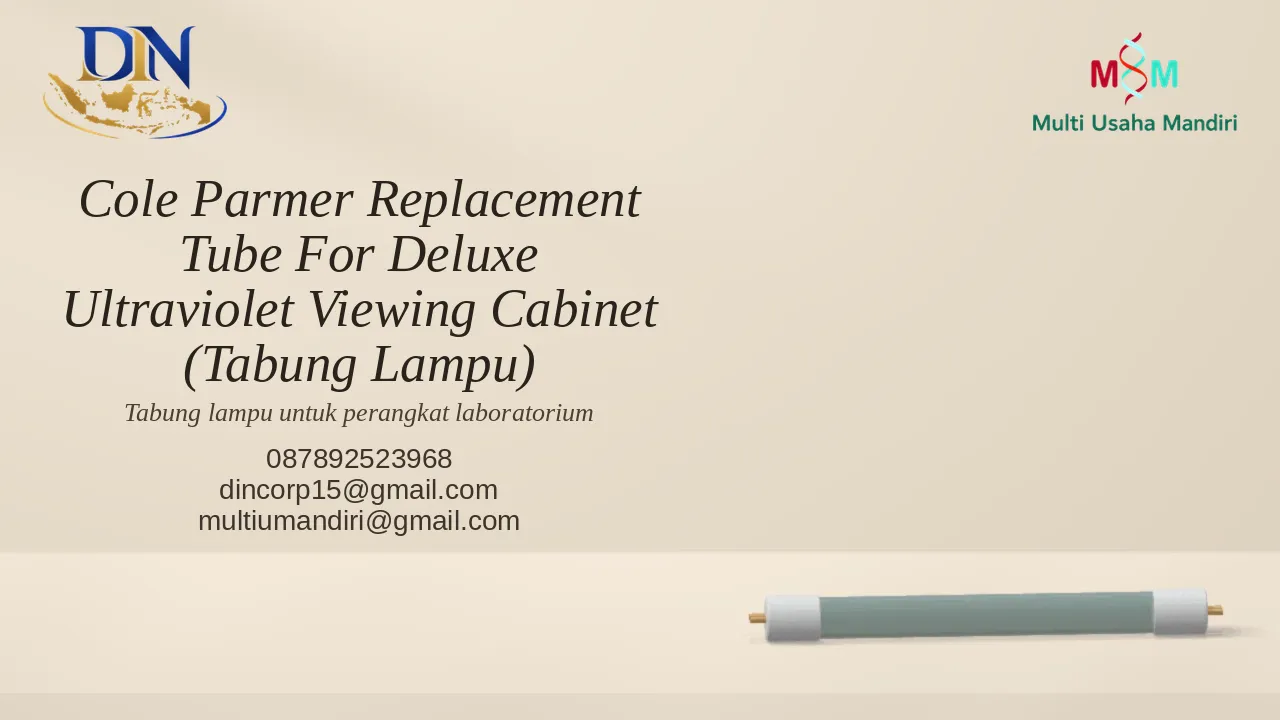 DN
M M
Multi Usaha Mandiri
Cole Parmer Replacement
Tube For Deluxe
Ultraviolet Viewing Cabinet
(Tabung Lampu)
Tabung lampu untuk perangkat laboratorium
087892523968
dincorp15@gmail.com
multiumandiri@gmail.com